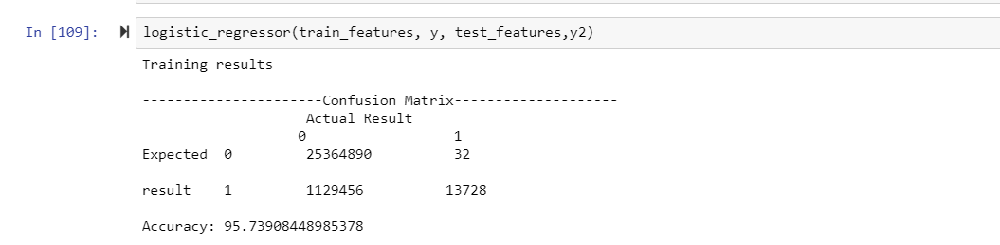 In [109]: logistic_regressor(train_features, y, test_features,y2)
Training results
----------------------Confusion Matrix--------------------
Actual Result
0 1
Expected 0 25364890 32
result 1 1129456 13728
Accuracy: 95.73908448985378